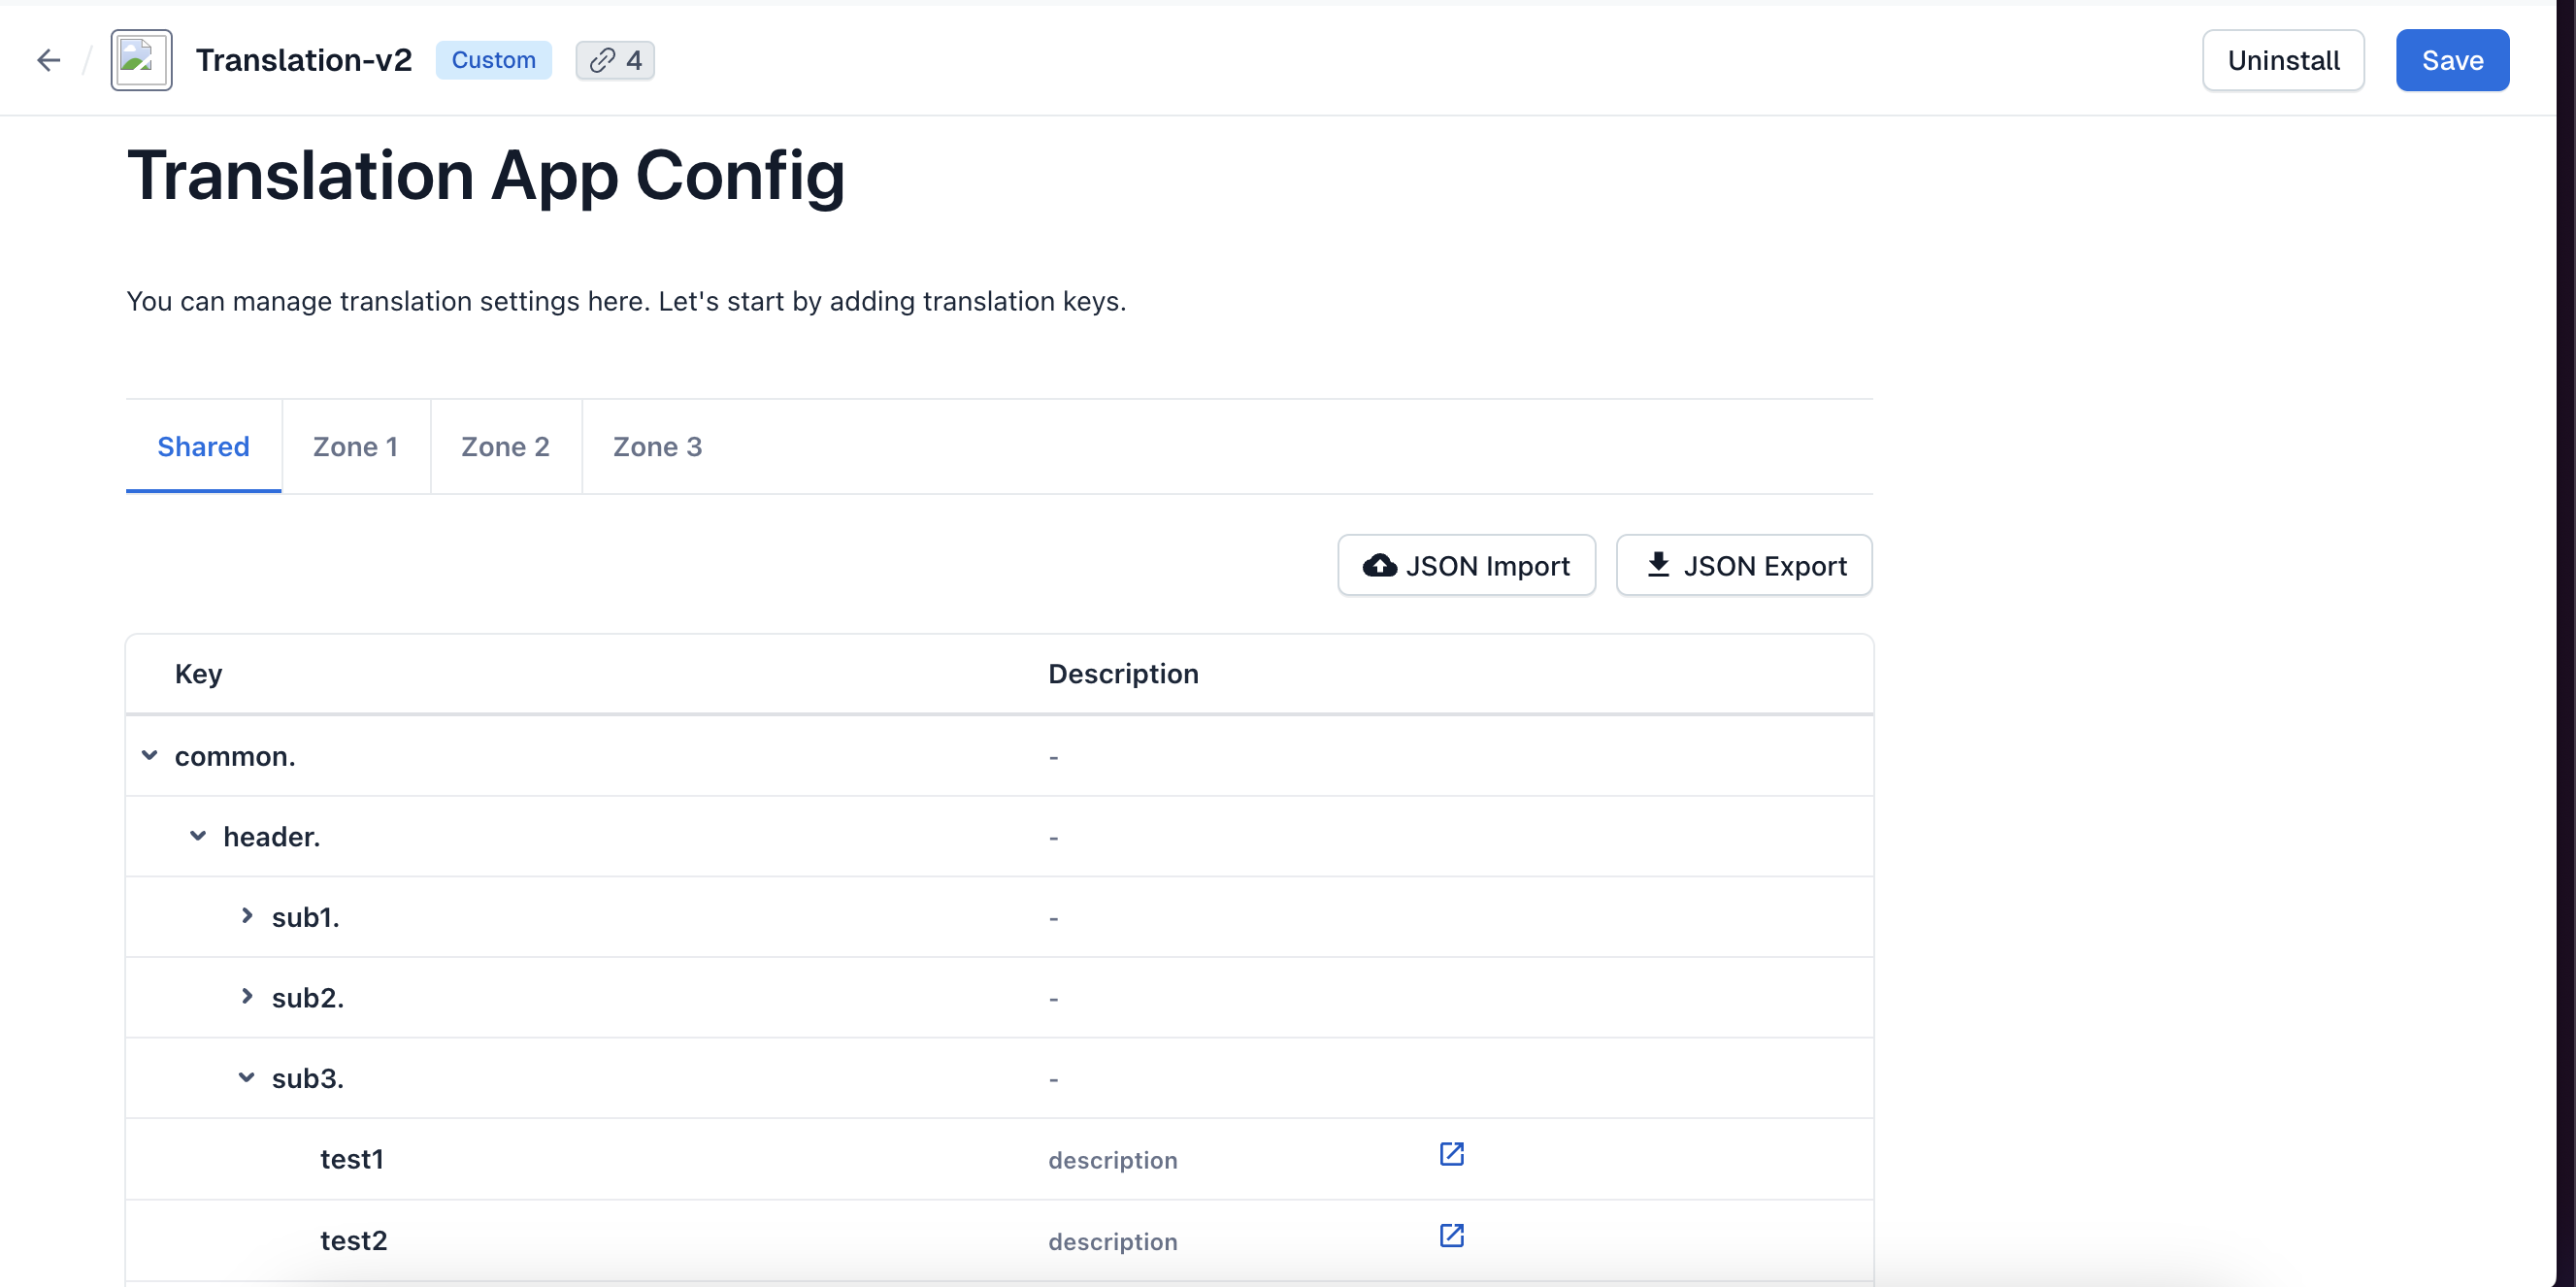 Translation-v2 Custom 4 Uninstall Save
Translation App Config
You can manage translation settings here. Let's start by adding translation keys.
Shared Zone 1 Zone 2 Zone 3
JSON Import JSON Export
Key Description
common. -
header. -
sub1. -
sub2. -
sub3. -
test1 description
test2 description